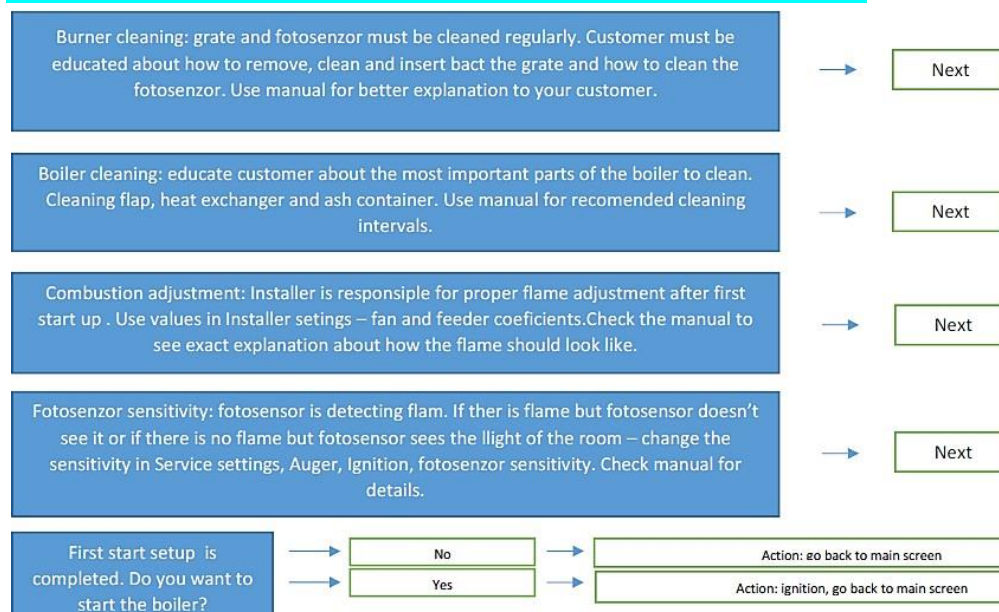 Burner cleaning: grate and fotosenzor must be cleaned regularly. Customer must be
educated about how to remove, clean and insert bact the grate and how to clean the
fotosenzor. Use manual for better explanation to your customer.
Next
Boiler cleaning: educate customer about the most important parts of the boiler to clean.
Cleaning flap, heat exchanger and ash container. Use manual for recomended cleaning
intervals.
Next
Combustion adjustment: Installer is responsiple for proper flame adjustment after first
start up . Use values in Installer setings – fan and feeder coeficients.Check the manual to
see exact explanation about how the flame should look like.
Next
Fotosenzor sensitivity: fotosensor is detecting flam. If ther is flame but fotosensor doesn't
see it or if there is no flame but fotosensor sees the llight of the room – change the
sensitivity in Service settings, Auger, Ignition, fotosenzor sensitivity. Check manual for
details.
Next
First start setup is
completed. Do you want to
start the boiler?
No
Action: go back to main screen
Yes
Action: ignition, go back to main screen